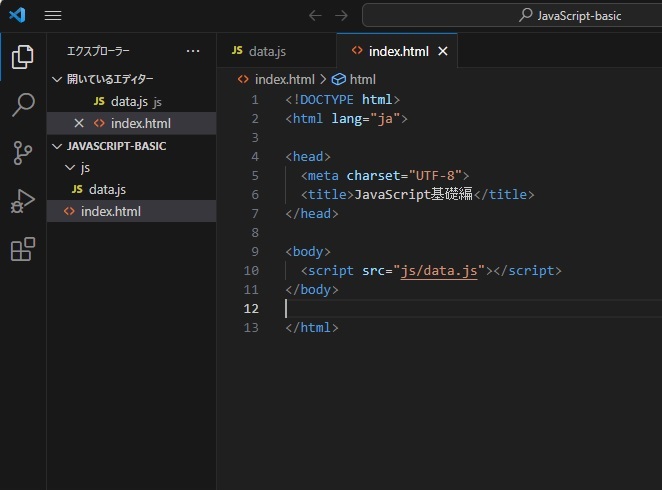 JavaScript-basic
エクスプローラー ···
開いているエディター
JS data.js js
index.html
JAVASCRIPT-BASIC
js
JS data.js
index.html
JS data.js
index.html
index.html > html
1 <!DOCTYPE html>
2 <html lang="ja">
3
4 <head>
5 <meta charset="UTF-8">
6 <title>JavaScript基礎編</title>
7 </head>
8
9 <body>
10 <script src="js/data.js"></script>
11 </body>
12
13 </html>